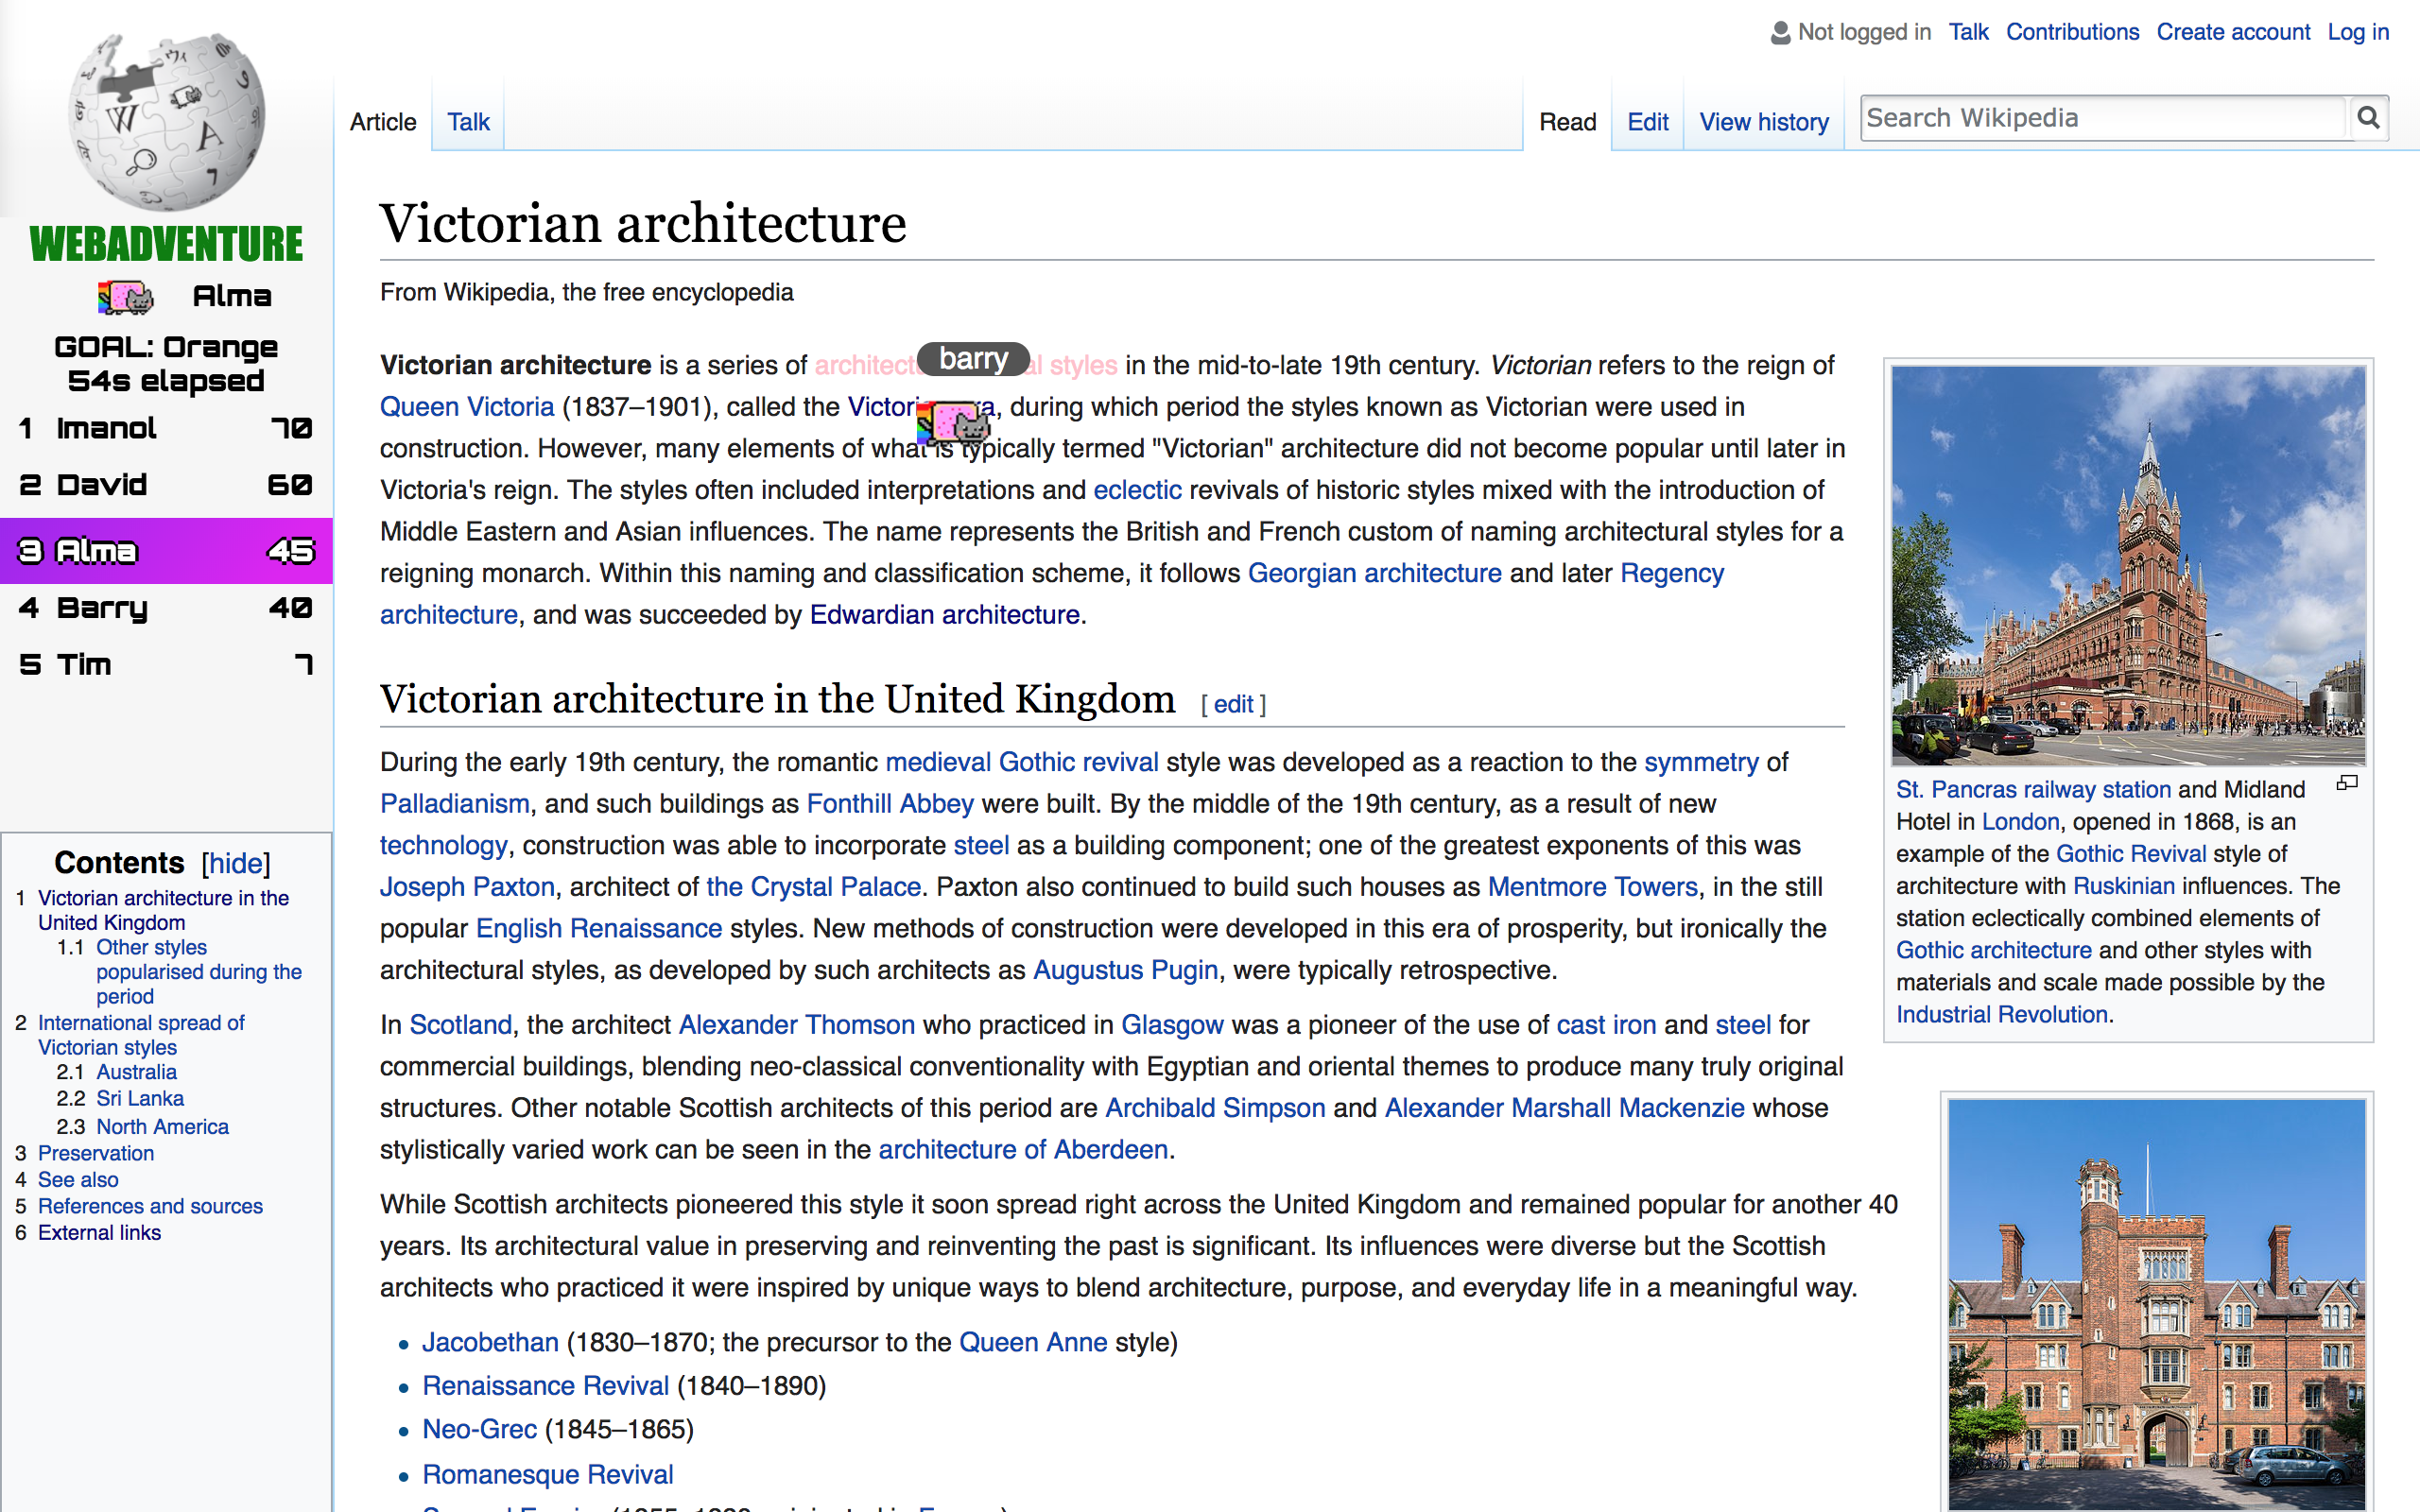 Not logged in Talk Contributions Create account Log in
Article Talk Read Edit View history Search Wikipedia
WEBADVENTURE
Alma
GOAL: Orange
54s elapsed
1 Imanol 70
2 David 60
3 Alma 45
4 Barry 40
5 Tim 7
Contents [hide]
1 Victorian architecture in the
United Kingdom
1.1 Other styles
popularised during the
period
2 International spread of
Victorian styles
2.1 Australia
2.2 Sri Lanka
2.3 North America
3 Preservation
4 See also
5 References and sources
6 External links
Victorian architecture
From Wikipedia, the free encyclopedia
barry
Victorian architecture is a series of styles in the mid-to-late 19th century. Victorian refers to the reign of
Queen Victoria (1837–1901), called the during which period the styles known as Victorian were used in
construction. However, many elements of what is typically termed "Victorian" architecture did not become popular until later in
Victoria's reign. The styles often included interpretations and eclectic revivals of historic styles mixed with the introduction of
Middle Eastern and Asian influences. The name represents the British and French custom of naming architectural styles for a
reigning monarch. Within this naming and classification scheme, it follows Georgian architecture and later Regency
architecture, and was succeeded by Edwardian architecture.
Victorian architecture in the United Kingdom [ edit ]
During the early 19th century, the romantic medieval Gothic revival style was developed as a reaction to the symmetry of
Palladianism, and such buildings as Fonthill Abbey were built. By the middle of the 19th century, as a result of new
technology, construction was able to incorporate steel as a building component; one of the greatest exponents of this was
Joseph Paxton, architect of the Crystal Palace. Paxton also continued to build such houses as Mentmore Towers, in the still
popular English Renaissance styles. New methods of construction were developed in this era of prosperity, but ironically the
architectural styles, as developed by such architects as Augustus Pugin, were typically retrospective.
In Scotland, the architect Alexander Thomson who practiced in Glasgow was a pioneer of the use of cast iron and steel for
commercial buildings, blending neo-classical conventionality with Egyptian and oriental themes to produce many truly original
structures. Other notable Scottish architects of this period are Archibald Simpson and Alexander Marshall Mackenzie whose
stylistically varied work can be seen in the architecture of Aberdeen.
While Scottish architects pioneered this style it soon spread right across the United Kingdom and remained popular for another 40
years. Its architectural value in preserving and reinventing the past is significant. Its influences were diverse but the Scottish
architects who practiced it were inspired by unique ways to blend architecture, purpose, and everyday life in a meaningful way.
• Jacobethan (1830–1870; the precursor to the Queen Anne style)
• Renaissance Revival (1840–1890)
• Neo-Grec (1845–1865)
• Romanesque Revival
St. Pancras railway station and Midland
Hotel in London, opened in 1868, is an
example of the Gothic Revival style of
architecture with Ruskinian influences. The
station eclectically combined elements of
Gothic architecture and other styles with
materials and scale made possible by the
Industrial Revolution.